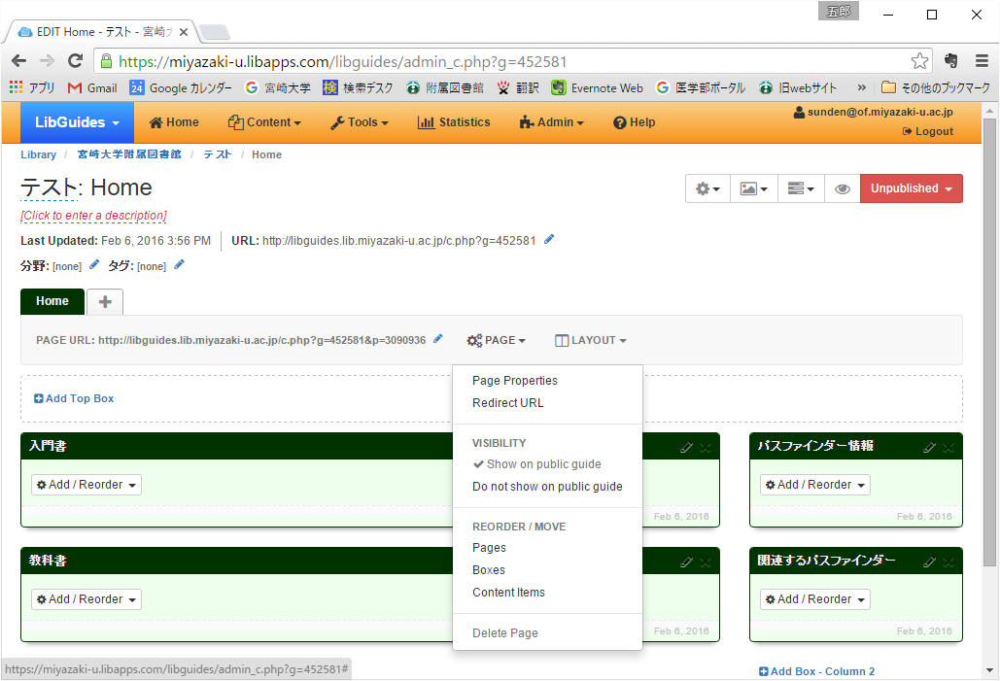 五郎
EDIT Home - テスト - 宮崎大
https://miyazaki-u.libapps.com/libguides/admin_c.php?g=452581
アプリ Gmail 24 Google カレンダー 宮崎大学 検 検索デスク 附属図書館 翻訳 Evernote Web 医学部ポータル 旧webサイト » その他のブックマーク
LibGuides Home Content Tools Statistics Admin Help sunden@of.miyazaki-u.ac.jp
Logout
Library / 宮崎大学附属図書館 / テスト / Home
テスト: Home
Unpublished
[Click to enter a description]
Last Updated: Feb 6, 2016 3:56 PM URL: http://libguides.lib.miyazaki-u.ac.jp/c.php?g=452581
分野: [none] タグ: [none]
Home
PAGE URL: http://libguides.lib.miyazaki-u.ac.jp/c.php?g=452581&p=3090936 PAGE LAYOUT
Page Properties
Redirect URL
VISIBILITY
Show on public guide
Do not show on public guide
REORDER / MOVE
Pages
Boxes
Content Items
Delete Page
Add Top Box
入門書
Add / Reorder
Feb 6, 2016
教科書
Add / Reorder
Feb 6, 2016
パスファインダー情報
Add / Reorder
Feb 6, 2016
関連するパスファインダー
Add / Reorder
Feb 6, 2016
Add Box - Column 2
https://miyazaki-u.libapps.com/libguides/admin_c.php?g=452581#